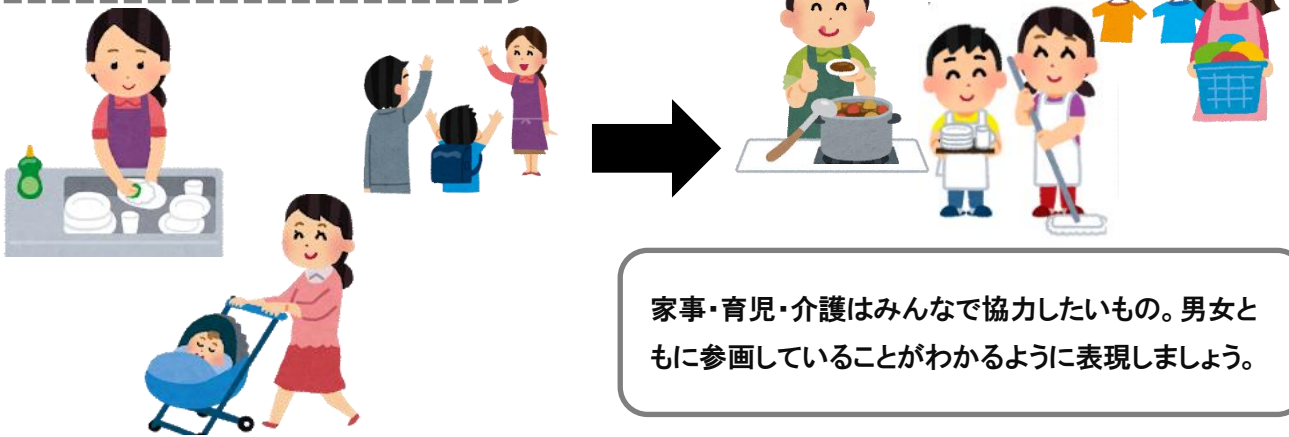 家事・育児・介護はみんなで協力したいもの。男女と
もに参画していることがわかるように表現しましょう。